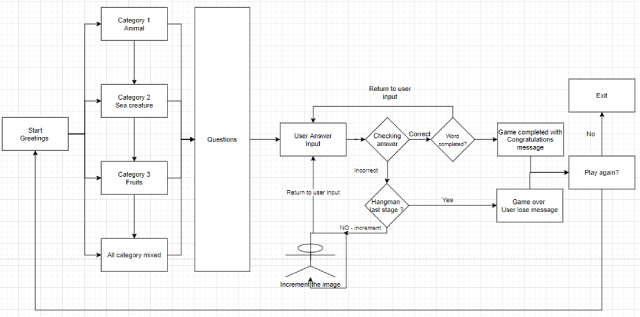 Category 1
Animal
Category 2
Sea creature
Category 3
Fruits
All category mixed
Start
Greetings
Questions
User Answer
Input
Return to user
input
Checking
answer
Correct
Word
completed?
Incorrect
Return to user input
Hangman
last stage ?
NO - increment
Increment the image
Yes
Game completed with
Congratulations
message
Game over
User lose message
Exit
No
Play again?